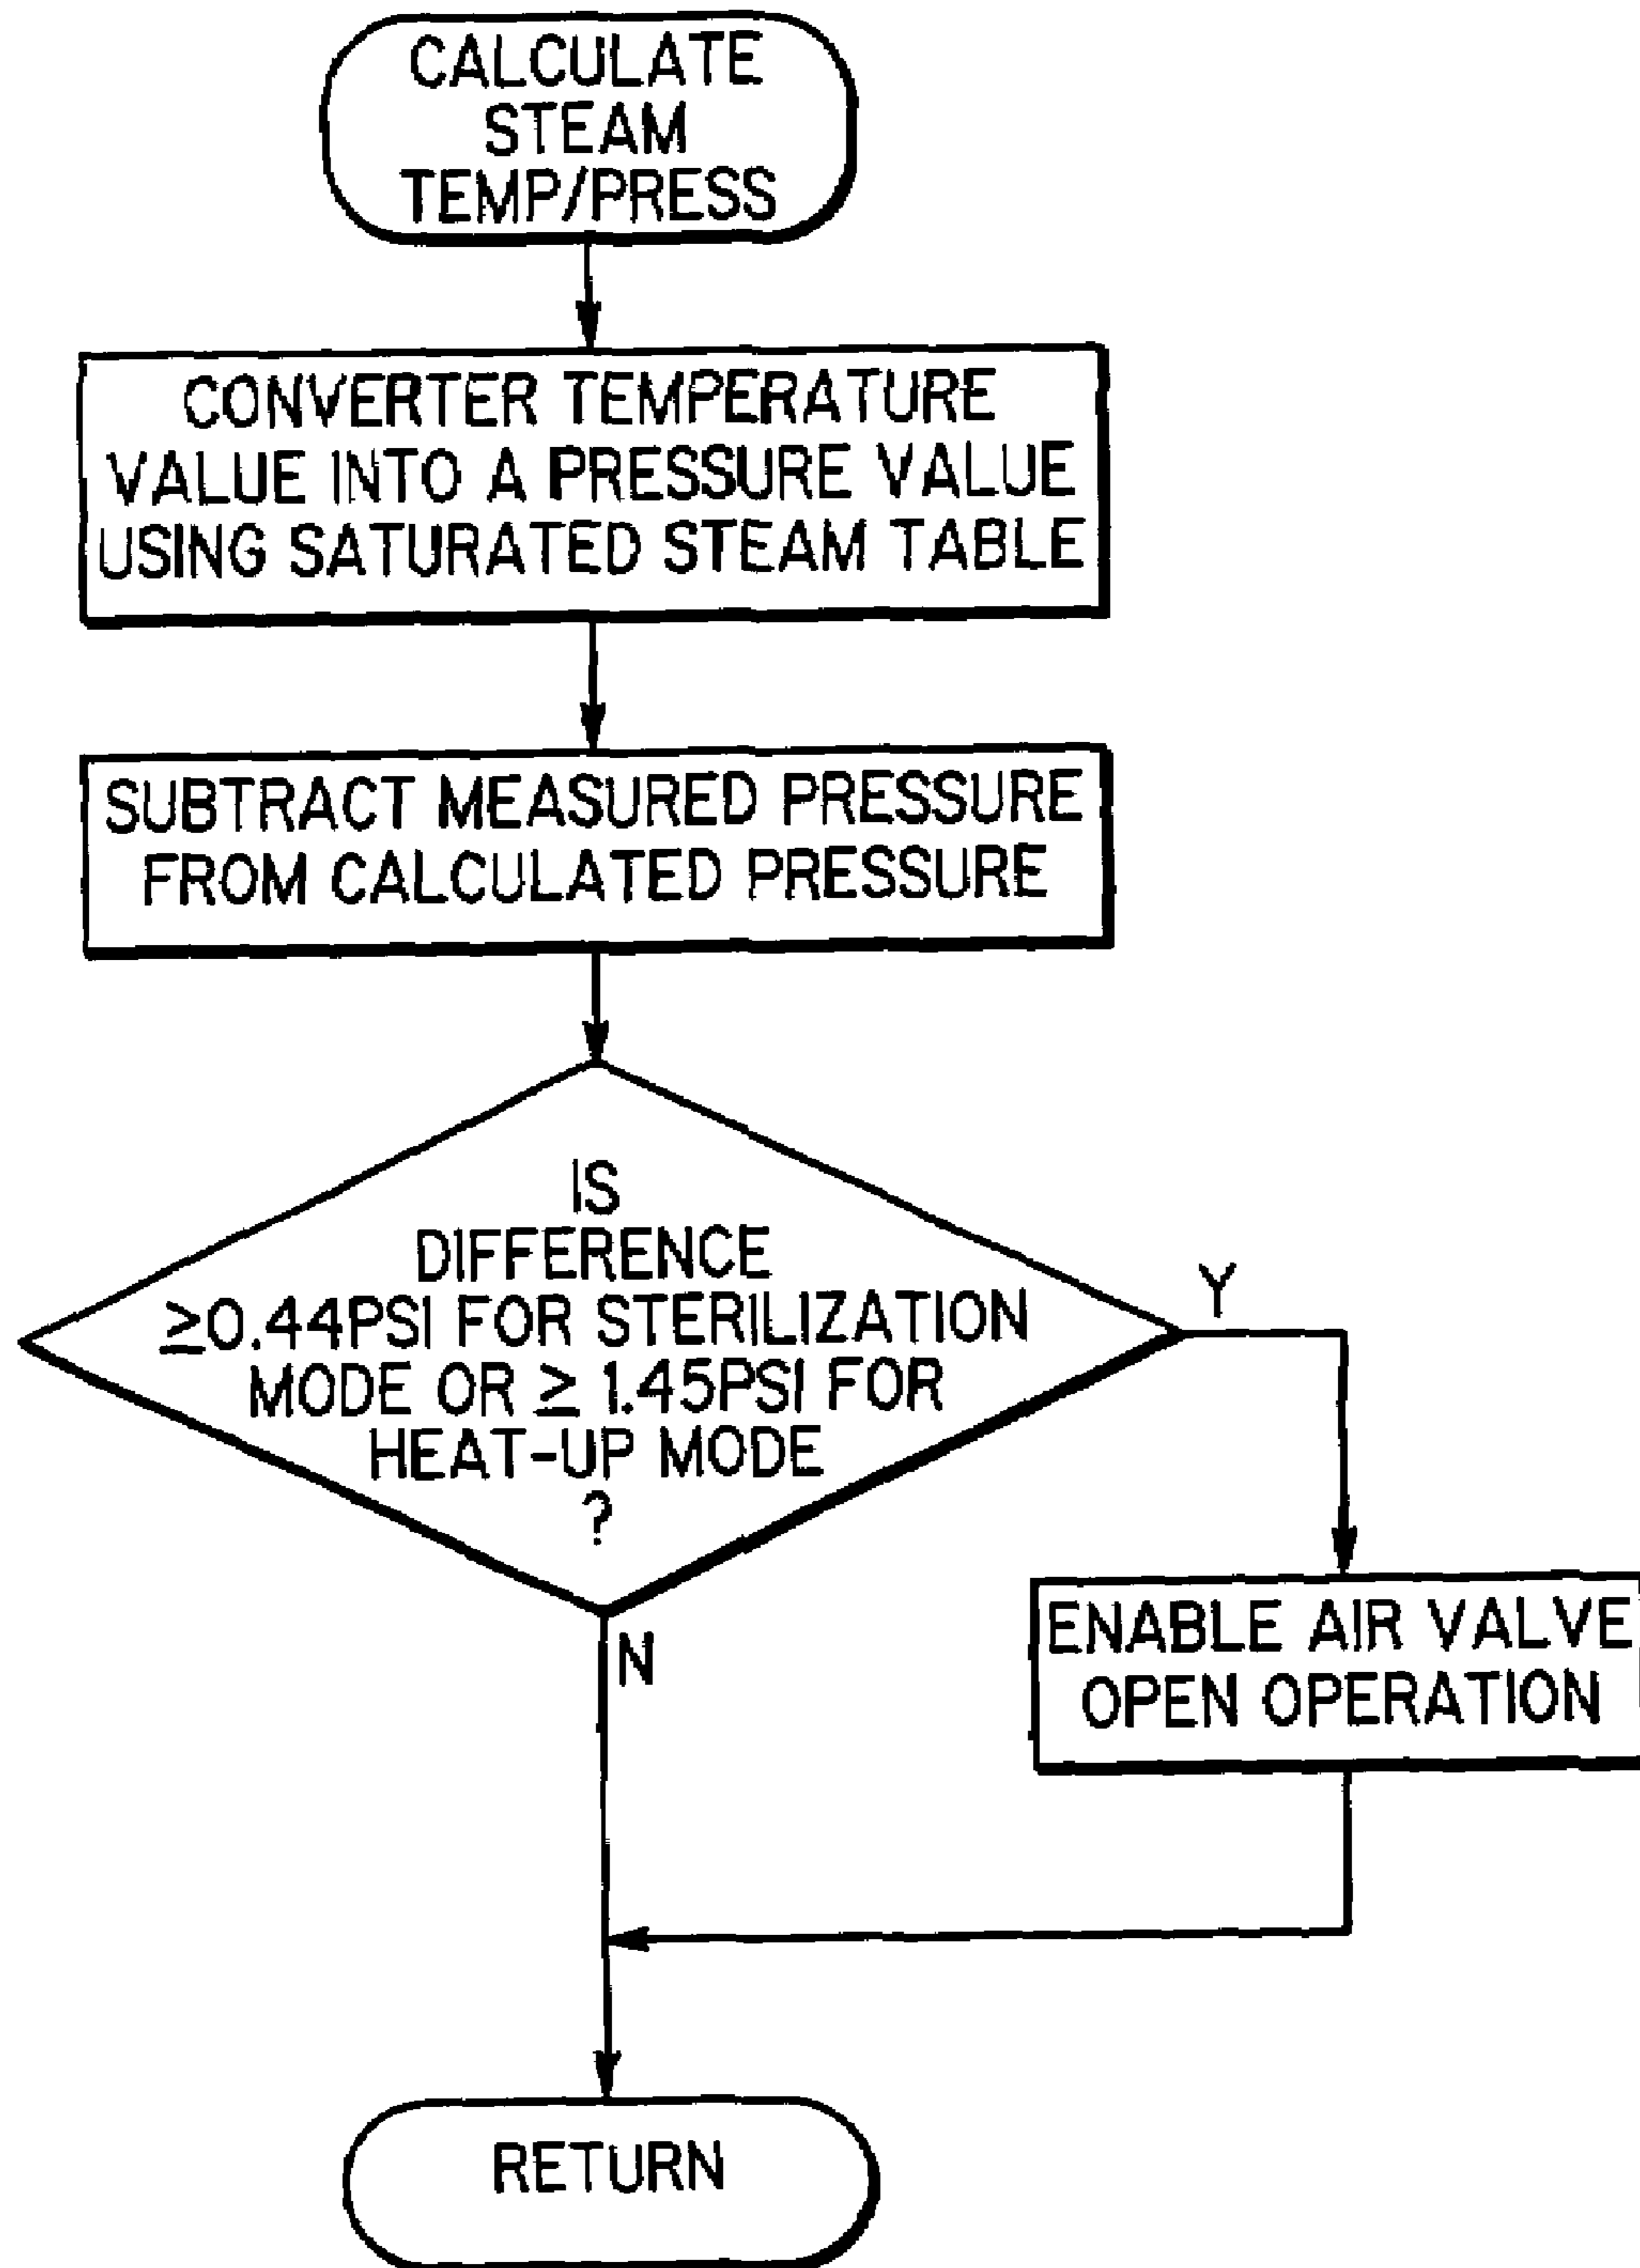 CALCULATE
STEAM
TEMP/PRESS
CONVERTER TEMPERATURE
VALUE INTO A PRESSURE VALUE
USING SATURATED STEAM TABLE
SUBTRACT MEASURED PRESSURE
FROM CALCULATED PRESSURE
IS
DIFFERENCE
≥0.44PSI FOR STERILIZATION
MODE OR ≥ 1.45PSI FOR
HEAT-UP MODE
?
Y
N
ENABLE AIR VALVE
OPEN OPERATION
RETURN